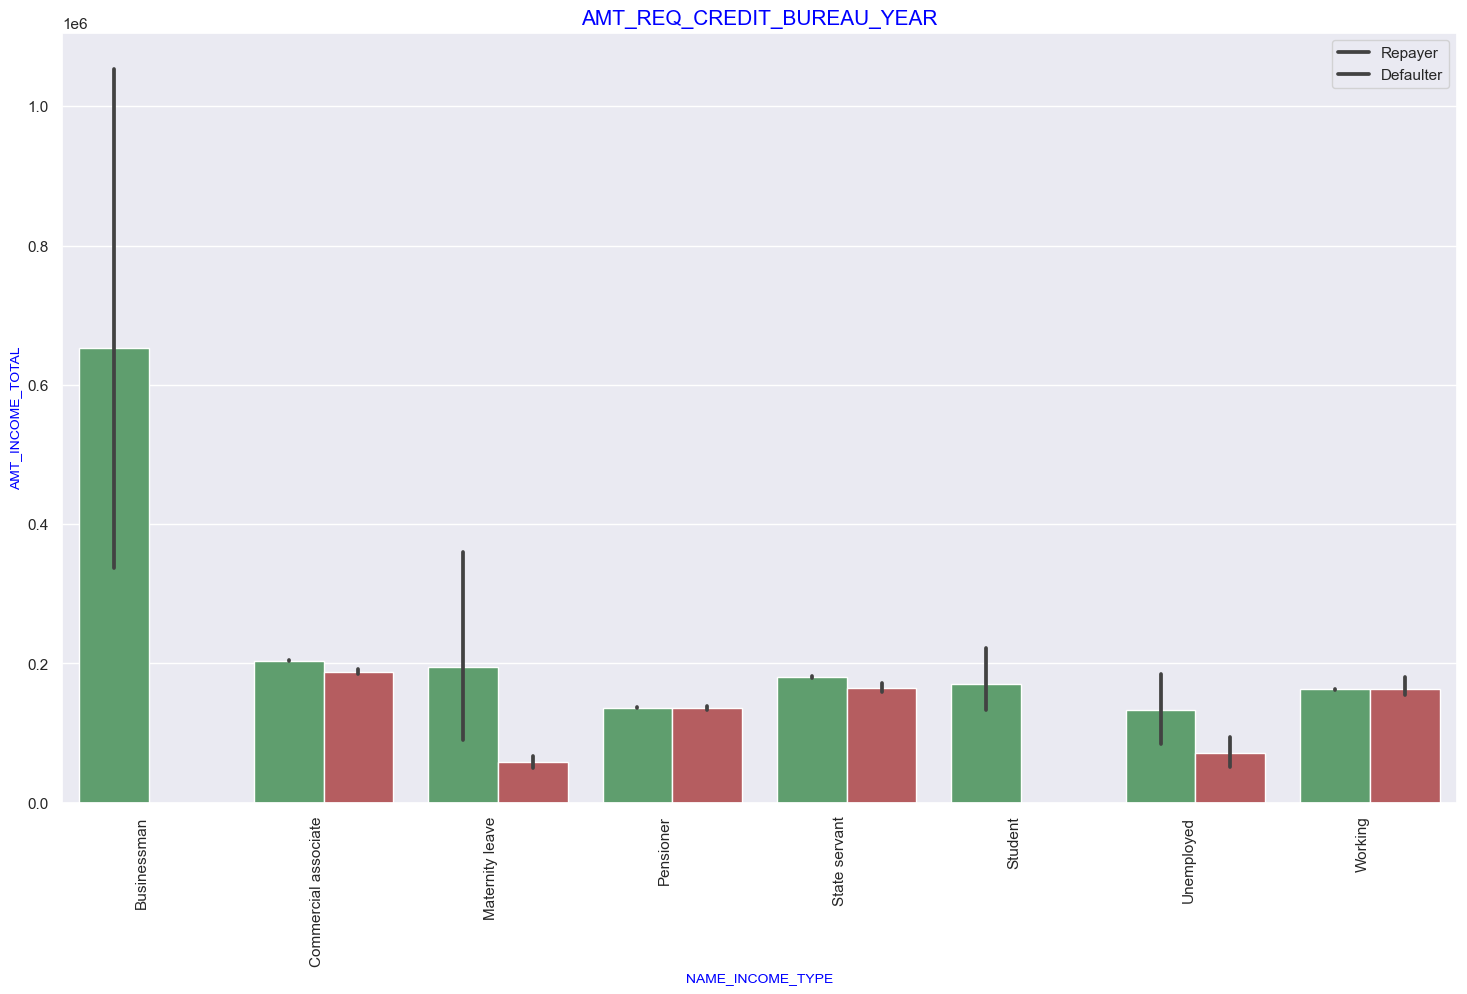 AMT_REQ_CREDIT_BUREAU_YEAR
1e6
Repayer
Defaulter
1.0
0.8
0.6
0.4
0.2
0.0
AMT_INCOME_TOTAL
Businessman
Commercial associate
Maternity leave
Pensioner
State servant
Student
Unemployed
Working
NAME_INCOME_TYPE